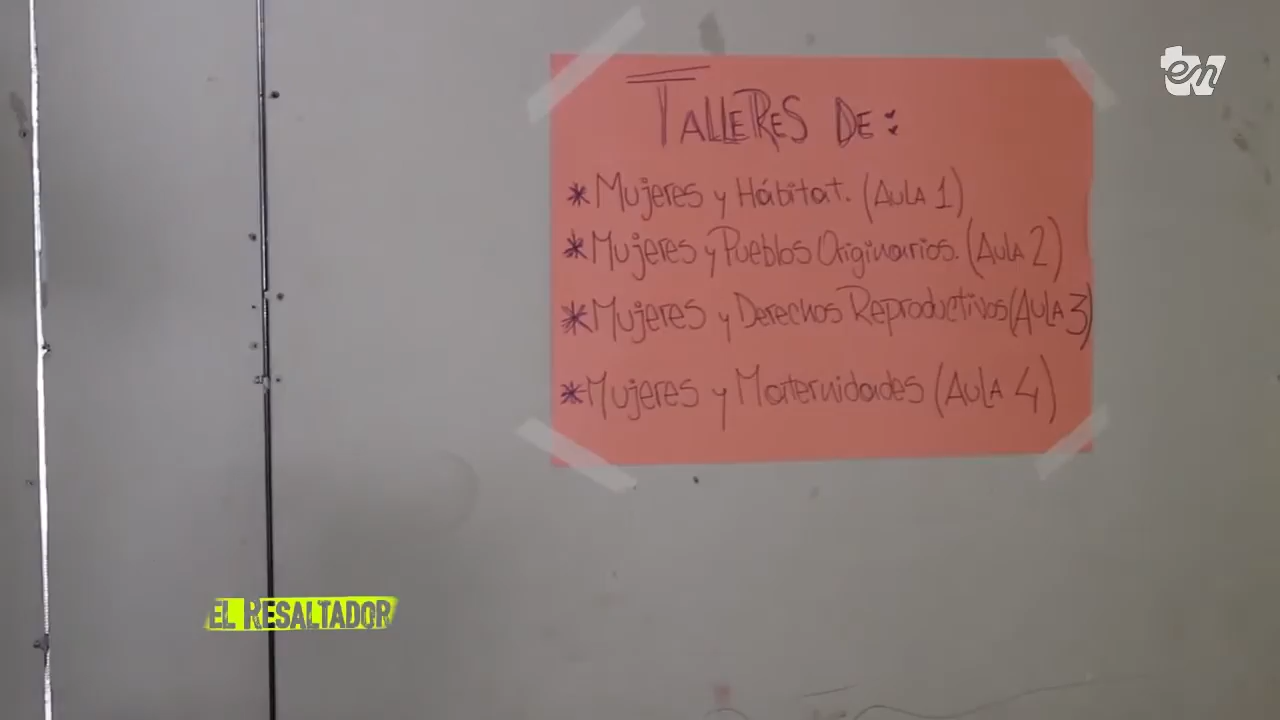 TALLERES DE:
* Mujeres y Hábitat. (AULA 1)
* Mujeres y Pueblos Originarios. (AULA 2)
* Mujeres y Derechos Reproductivos (AULA 3)
* Mujeres y Maternidades (AULA 4)
EL RESALTADOR